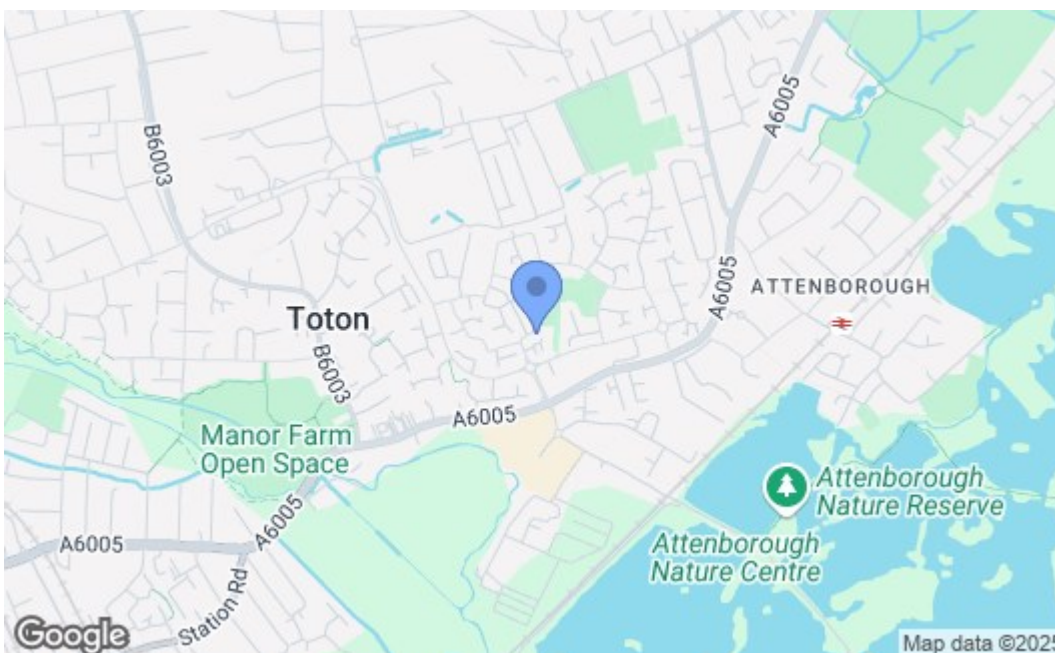 A6005
B6003
ATTENBOROUGH
A6005
Toton
B6003
A6005
Manor Farm
Open Space
Attenborough
Nature Reserve
A6005
A6005
Attenborough
Nature Centre
Station Rd
Google
Map data ©2025